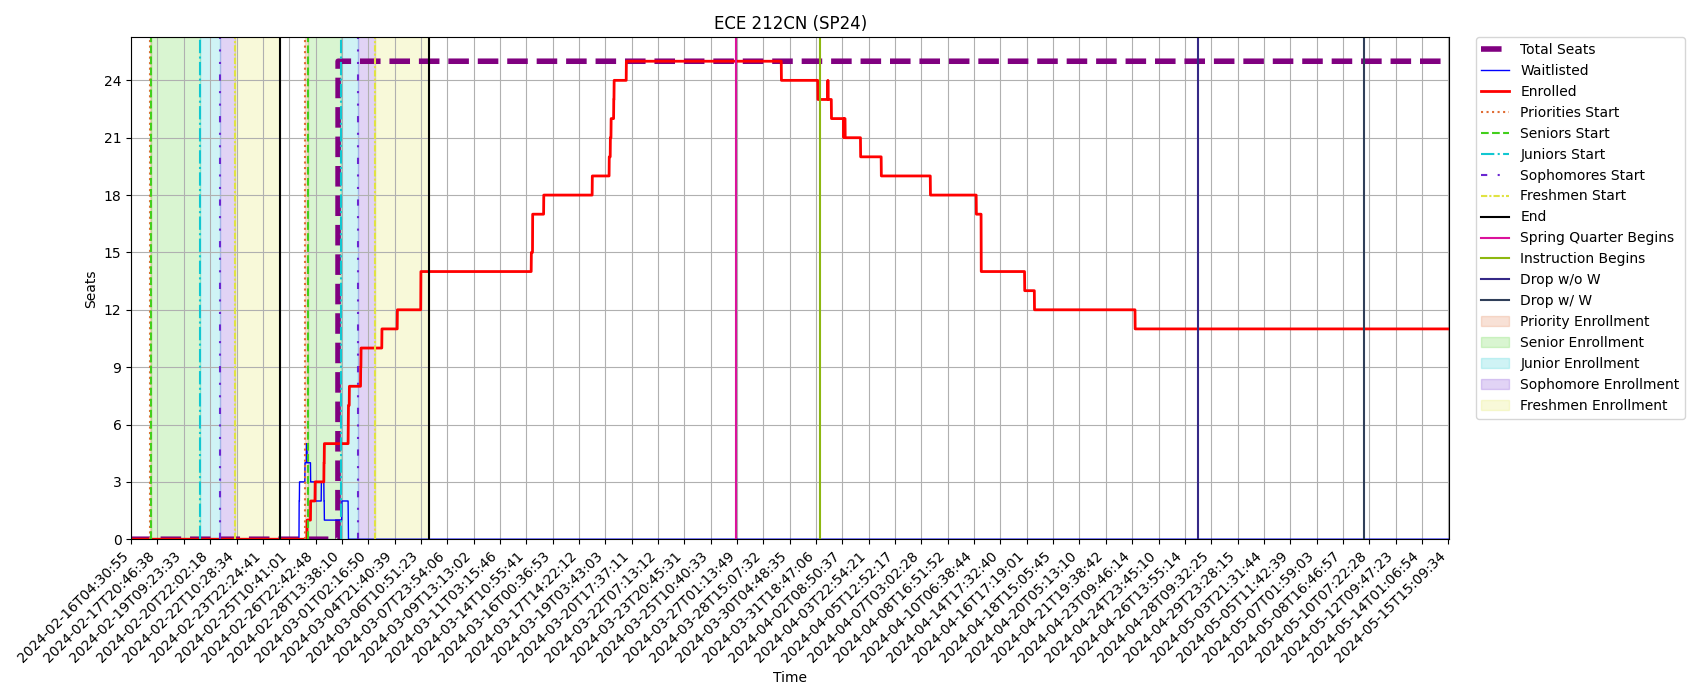 ECE 212CN (SP24)
Seats
24
21
18
15
12
9
6
3
0
2024-02-16T04:30:55
2024-02-17T20:46:38
2024-02-19T09:23:33
2024-02-20T22:02:18
2024-02-22T10:28:34
2024-02-23T22:24:41
2024-02-25T10:41:01
2024-02-26T22:42:48
2024-02-28T13:38:10
2024-03-01T02:16:50
2024-03-04T21:40:39
2024-03-06T10:51:23
2024-03-07T23:54:06
2024-03-11T03:13:02
2024-03-13T03:15:46
2024-03-14T10:55:41
2024-03-16T00:36:53
2024-03-17T14:22:12
2024-03-19T03:43:03
2024-03-20T17:37:11
2024-03-22T07:13:12
2024-03-23T20:45:31
2024-03-25T10:40:33
2024-03-27T01:13:49
2024-03-28T15:07:32
2024-03-30T04:48:35
2024-03-31T18:47:06
2024-04-02T08:50:37
2024-04-03T22:54:21
2024-04-05T13:52:17
2024-04-07T03:02:28
2024-04-08T16:51:52
2024-04-10T06:38:44
2024-04-14T17:32:40
2024-04-16T17:19:01
2024-04-18T15:05:45
2024-04-20T05:13:10
2024-04-21T19:38:42
2024-04-23T09:46:14
2024-04-24T23:45:10
2024-04-26T13:55:14
2024-04-28T09:32:25
2024-04-29T23:28:15
2024-05-03T21:31:44
2024-05-05T11:42:39
2024-05-07T01:59:03
2024-05-08T16:46:57
2024-05-10T07:22:28
2024-05-12T09:47:23
2024-05-14T01:06:54
2024-05-15T15:09:34
Time
Total Seats
Waitlisted
Enrolled
Priorities Start
Seniors Start
Juniors Start
Sophomores Start
Freshmen Start
End
Spring Quarter Begins
Instruction Begins
Drop w/o W
Drop w/ W
Priority Enrollment
Senior Enrollment
Junior Enrollment
Sophomore Enrollment
Freshmen Enrollment